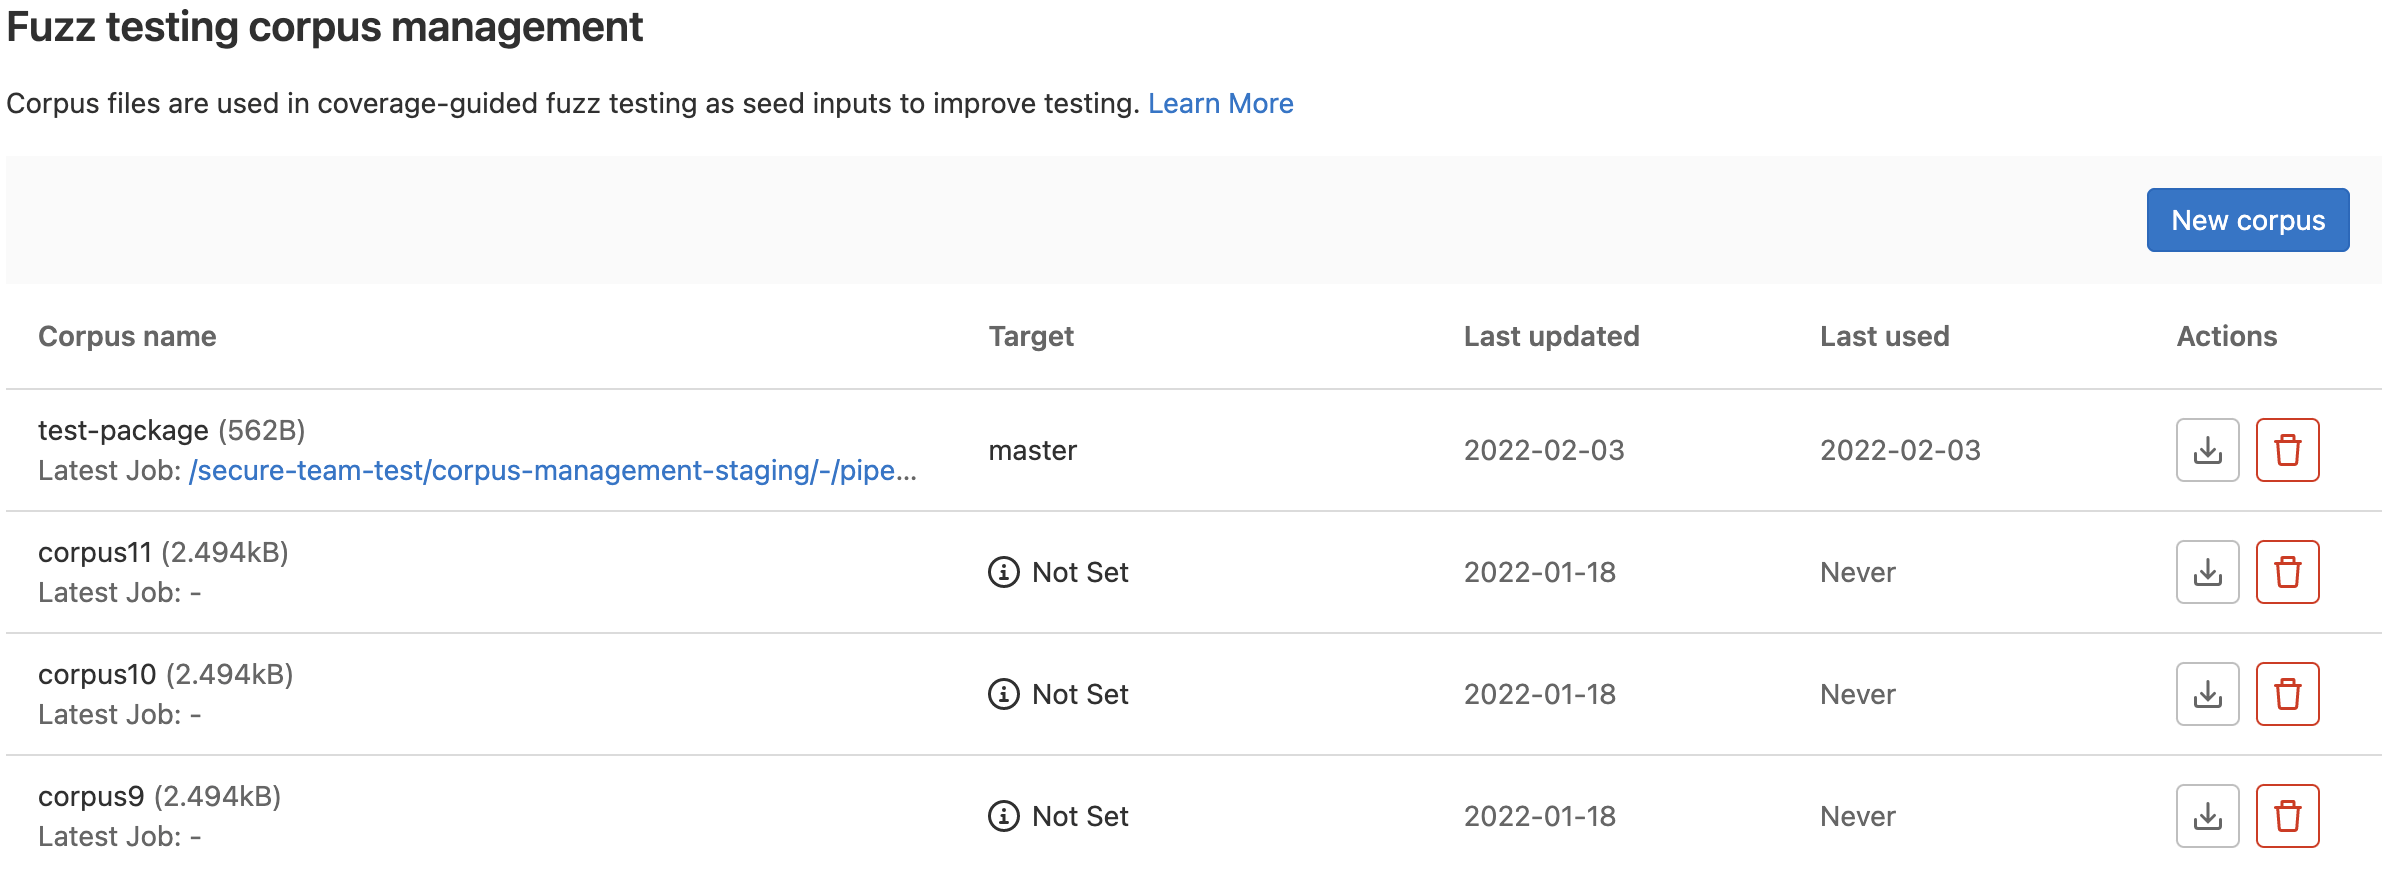 Fuzz testing corpus management
Corpus files are used in coverage-guided fuzz testing as seed inputs to improve testing. Learn More
New corpus
Corpus name Target Last updated Last used Actions
test-package (562B)
Latest Job: /secure-team-test/corpus-management-staging/-/pipe...
master 2022-02-03 2022-02-03
corpus11 (2.494kB)
Latest Job: -
Not Set 2022-01-18 Never
corpus10 (2.494kB)
Latest Job: -
Not Set 2022-01-18 Never
corpus9 (2.494kB)
Latest Job: -
Not Set 2022-01-18 Never